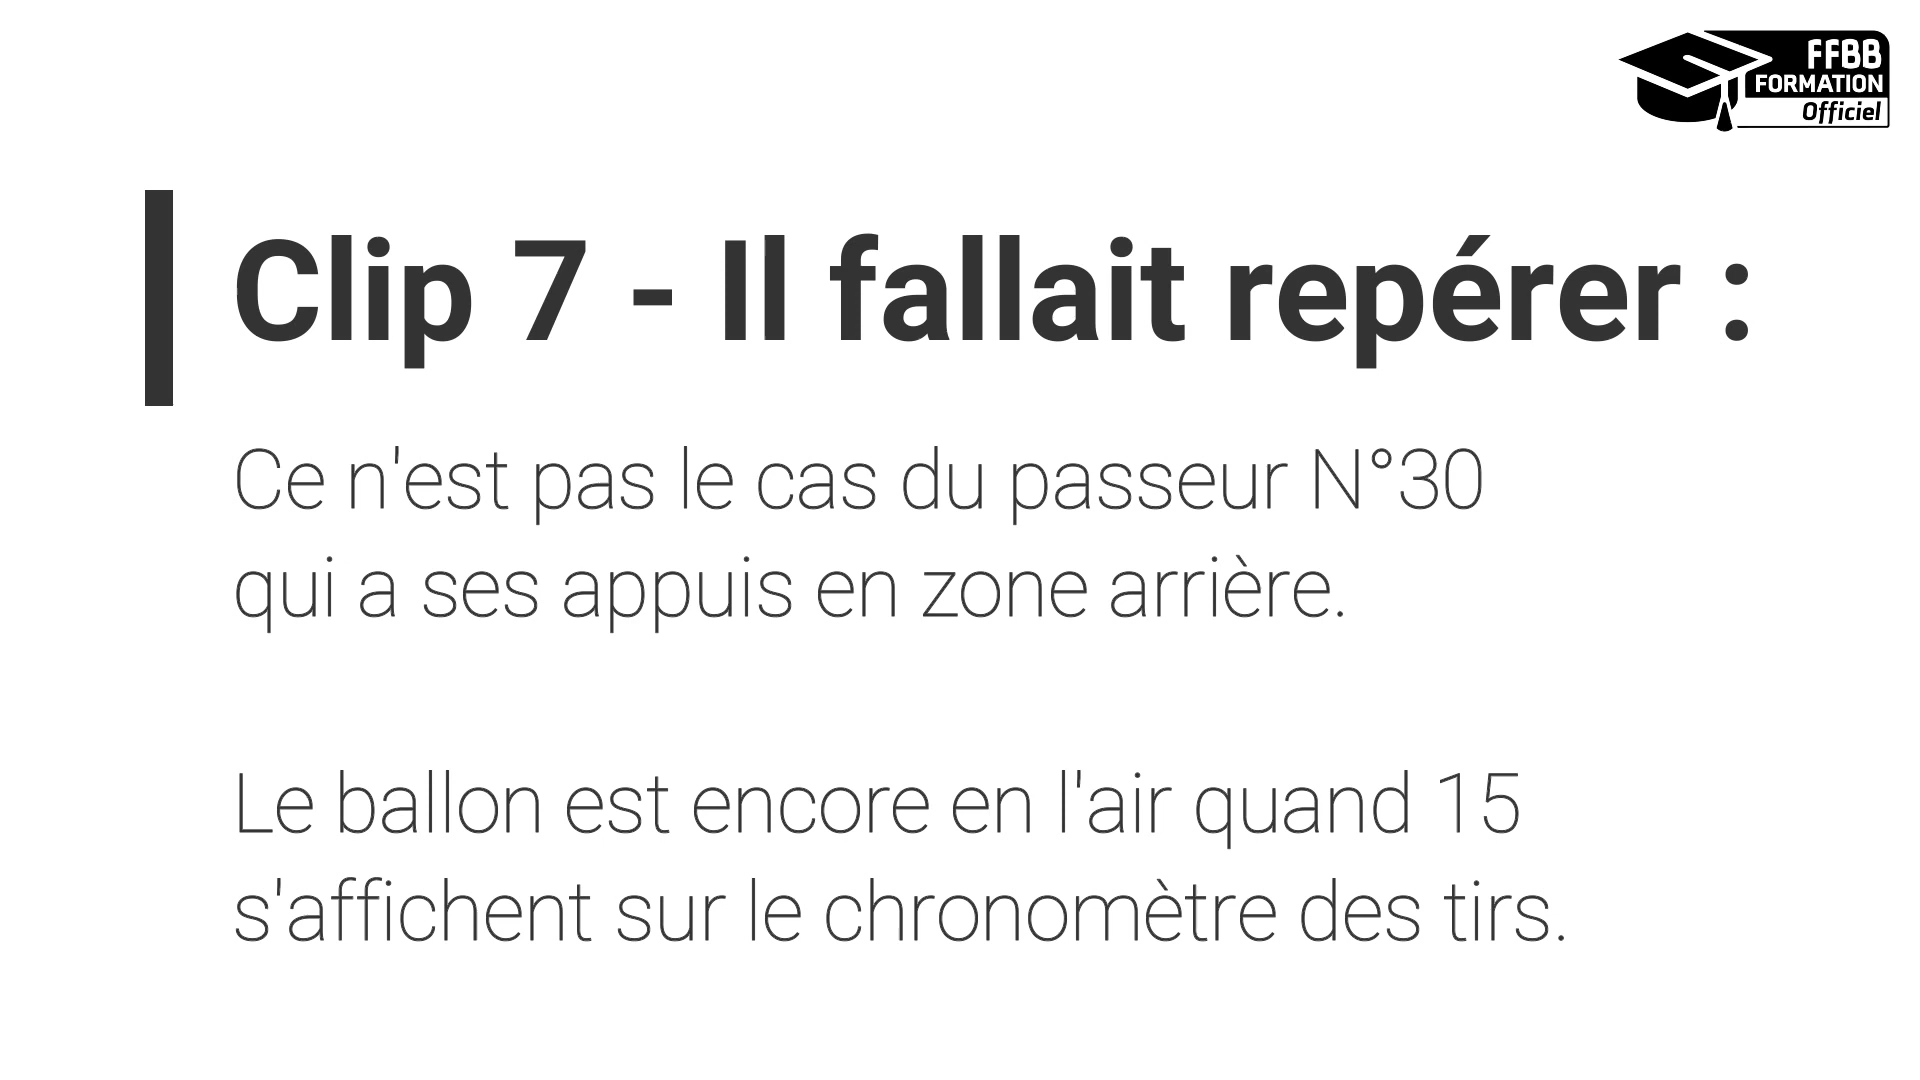 FFBB
FORMATION
Officiel
Clip 7 - Il fallait repérer :
Ce n'est pas le cas du passeur N°30
qui a ses appuis en zone arrière.
Le ballon est encore en l'air quand 15
s'affichent sur le chronomètre des tirs.